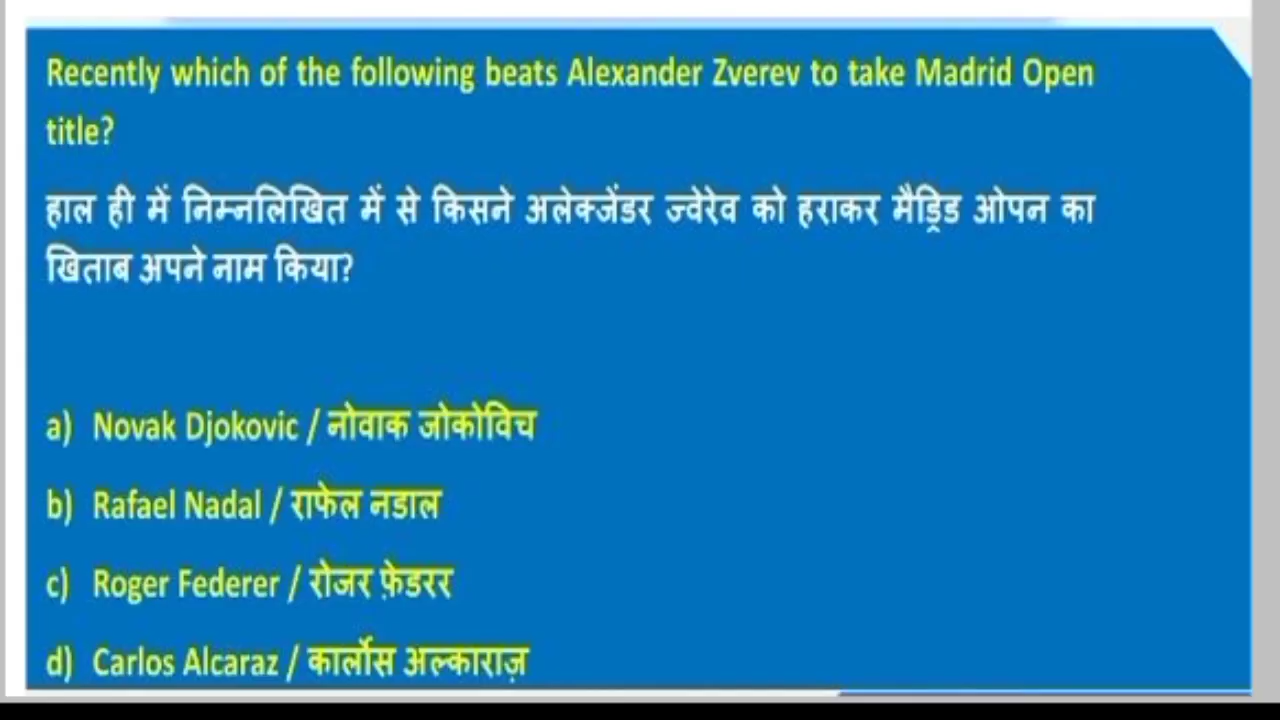 Recently which of the following beats Alexander Zverev to take Madrid Open
title?
हाल ही में निम्नलिखित में से किसने अलेक्जेंडर ज्वेरेव को हराकर मैड्रिड ओपन का
खिताब अपने नाम किया?
a) Novak Djokovic / नोवाक जोकोविच
b) Rafael Nadal / राफेल नडाल
c) Roger Federer / रोजर फ़ेडरर
d) Carlos Alcaraz / कार्लोस अल्काराज़